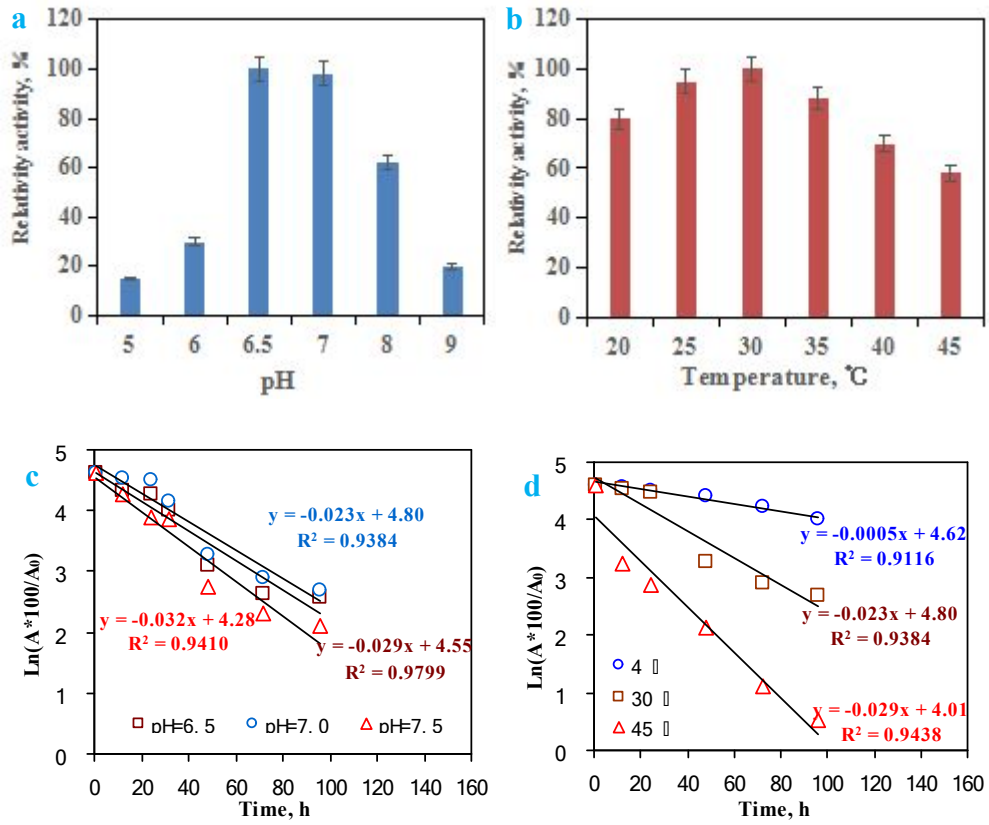 a
120
100
80
60
40
20
0
Relativity activity, %
5 6 6.5 7 8 9
pH
b
120
100
80
60
40
20
0
Relativity activity, %
20 25 30 35 40 45
Temperature, ℃
c
5
4
3
2
1
0
Ln(A*100/A₀)
y = -0.023x + 4.80
R² = 0.9384
y = -0.032x + 4.28
R² = 0.9410
y = -0.029x + 4.55
R² = 0.9799
pH=6.5 pH=7.0 pH=7.5
0 20 40 60 80 100 120 140 160
Time, h
d
5
4
3
2
1
0
Ln(A*100/A₀)
y = -0.0005x + 4.62
R² = 0.9116
y = -0.023x + 4.80
R² = 0.9384
y = -0.029x + 4.01
R² = 0.9438
4
30
45
0 20 40 60 80 100 120 140 160
Time, h